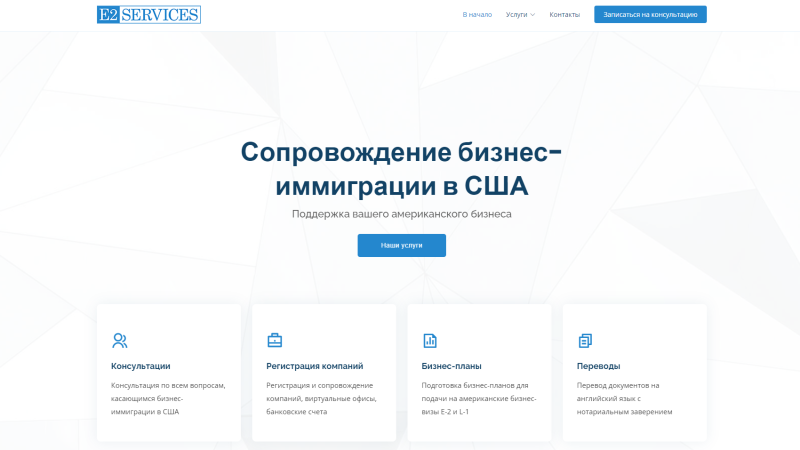 E2 SERVICES
В начало
Услуги
Контакты
Записаться на консультацию
Сопровождение бизнес-
иммиграции в США
Поддержка вашего американского бизнеса
Наши услуги
Консультации
Консультация по всем вопросам,
касающимся бизнес-
иммиграции в США
Регистрация компаний
Регистрация и сопровождение
компаний, виртуальные офисы,
банковские счета
Бизнес-планы
Подготовка бизнес-планов для
подачи на американские бизнес-
визы E-2 и L-1
Переводы
Перевод документов на
английский язык с
нотариальным заверением